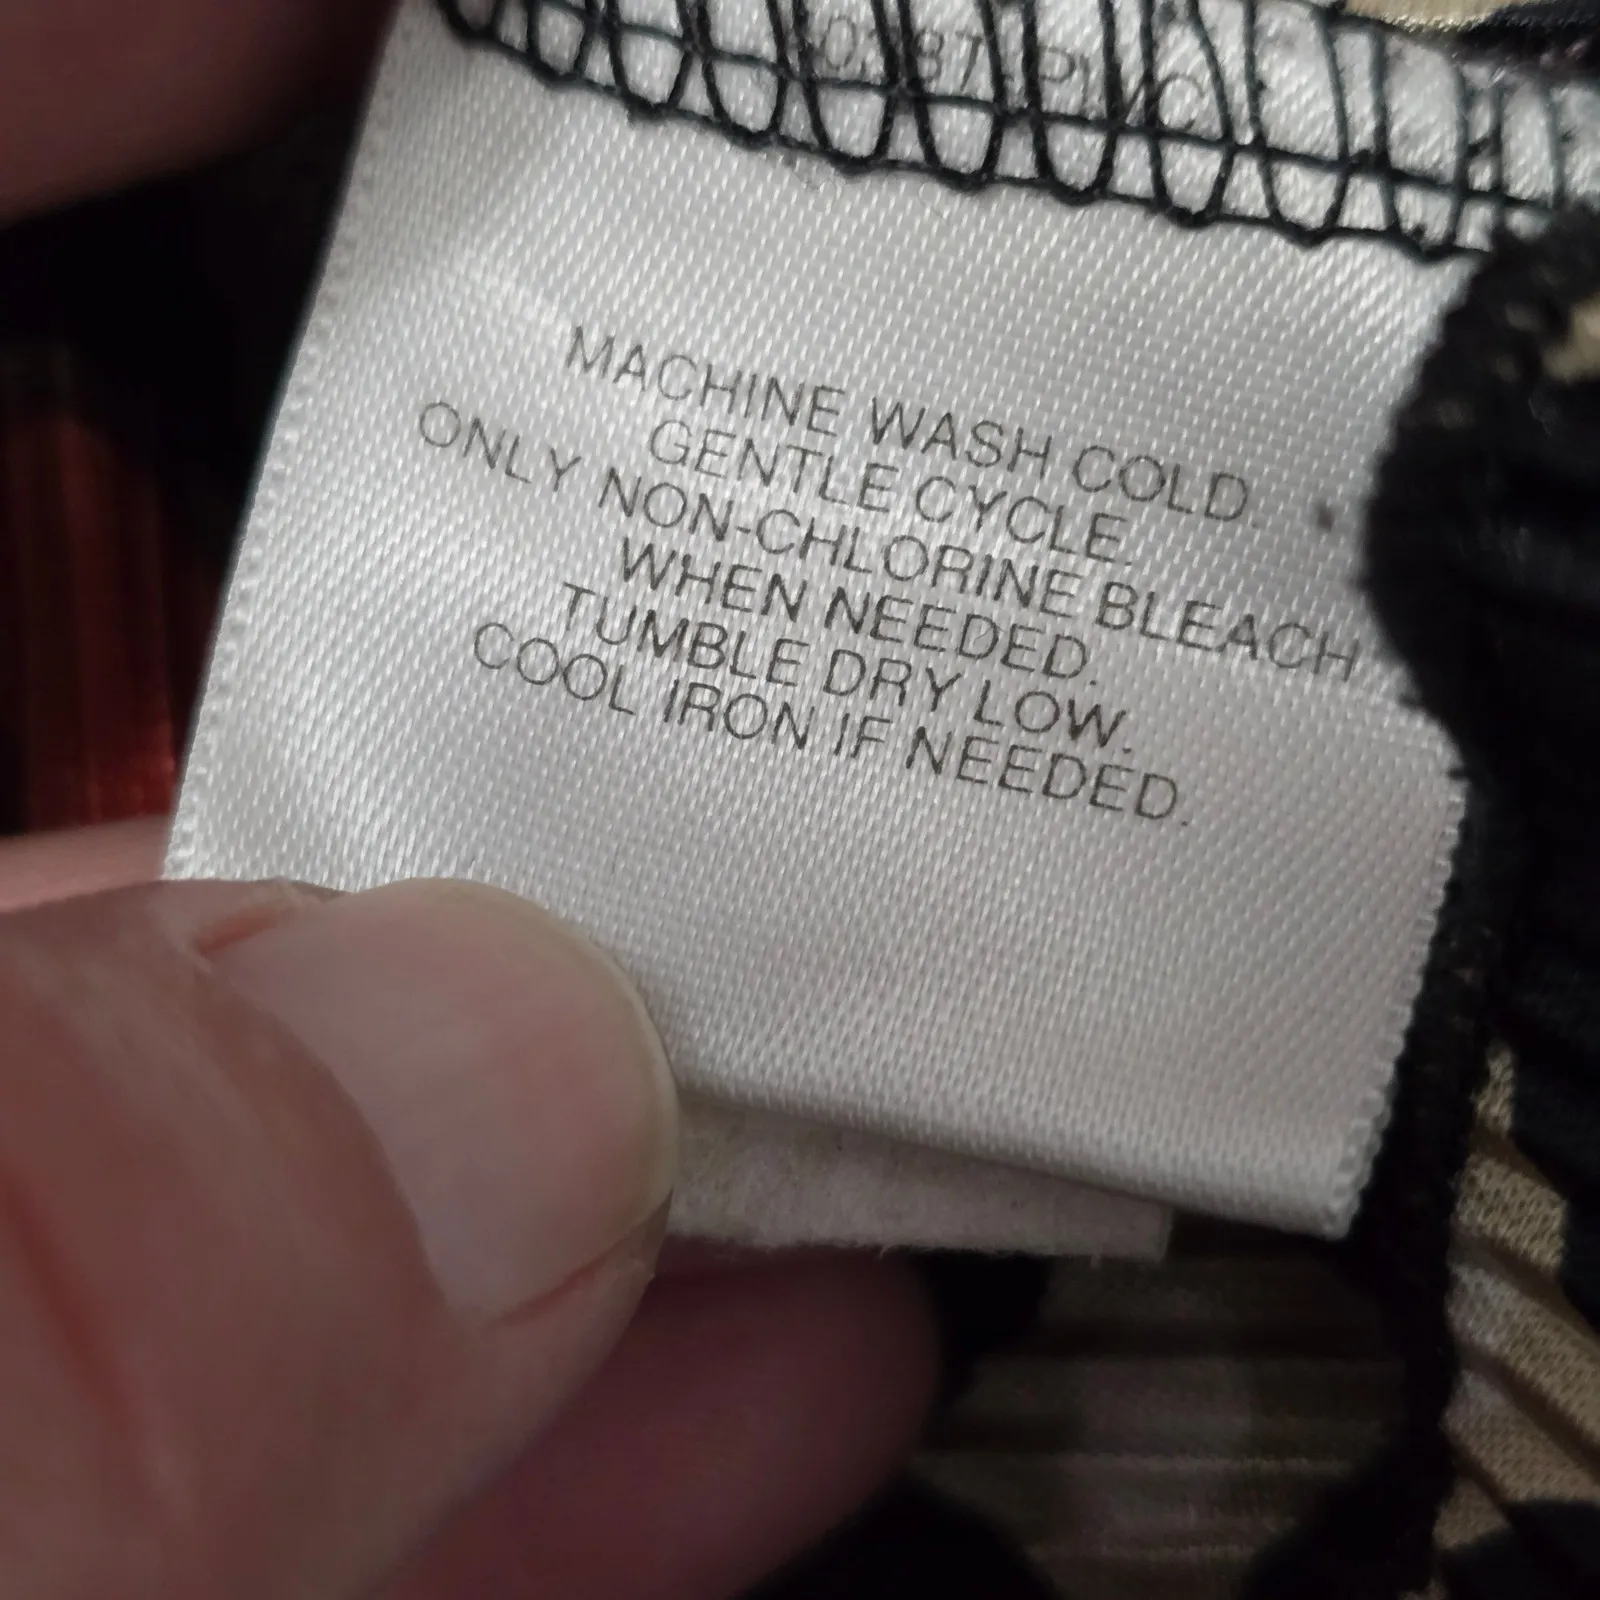 MACHINE WASH COLD.
GENTLE CYCLE.
ONLY NON-CHLORINE BLEACH
WHEN NEEDED.
TUMBLE DRY LOW.
COOL IRON IF NEEDED.